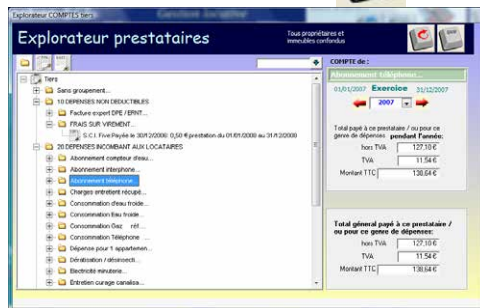 Explorateur COMPTES tiers
Explorateur prestataires
Tous propriétaires et
immeubles confondus
COMPTE de :
Tiers
Sans groupement...
10 DEPENSES NON DEDUCTIBLES
Facture expert DPE / ERNT...
FRAIS SUR VIREMENT...
S.C.I. Five:Payée le 30/12/2000: 0,50 € prestation du 01/01/2000 au 31/12/2000
20 DEPENSES INCOMBANT AUX LOCATAIRES
Abonnement compteur d'eau...
Abonnement interphone...
Abonnement téléphone...
Charges entretient récupé...
Consommation d'eau froide...
Consommation Eau froide...
Consommation Gaz réf...
Consommation Téléphone ...
Dépense pour 1 appartemen...
Dératisation / désinsecti...
Electricité minuterie...
Entretien curage canalisa...
Abonnement téléphone...
01/01/2007 Exercice 31/12/2007
2007
Total payé à ce prestataire / ou pour ce
genre de dépenses: pendant l'année:
hors TVA 127,10 €
TVA 11,54 €
Montant TTC 138,64 €
Total géneral payé à ce prestataire /
ou pour ce genre de dépenses:
hors TVA 127,10 €
TVA 11,54 €
Montant TTC 138,64 €